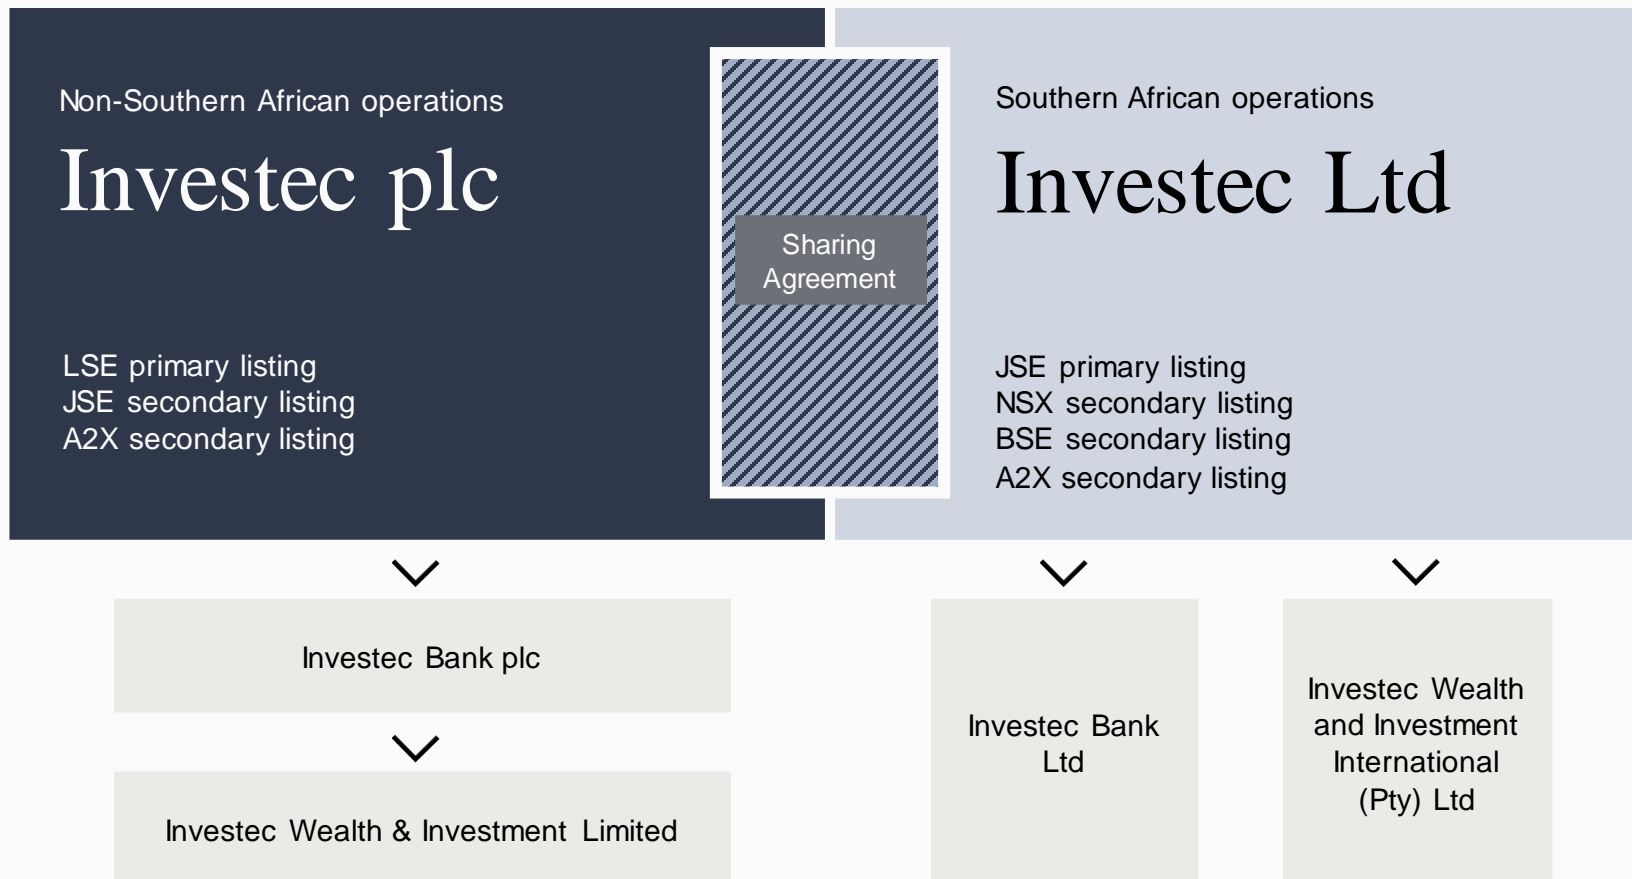 Non-Southern African operations
Investec plc
LSE primary listing
JSE secondary listing
A2X secondary listing
Sharing
Agreement
Southern African operations
Investec Ltd
JSE primary listing
NSX secondary listing
BSE secondary listing
A2X secondary listing
Investec Bank plc
Investec Wealth & Investment Limited
Investec Bank
Ltd
Investec Wealth
and Investment
International
(Pty) Ltd